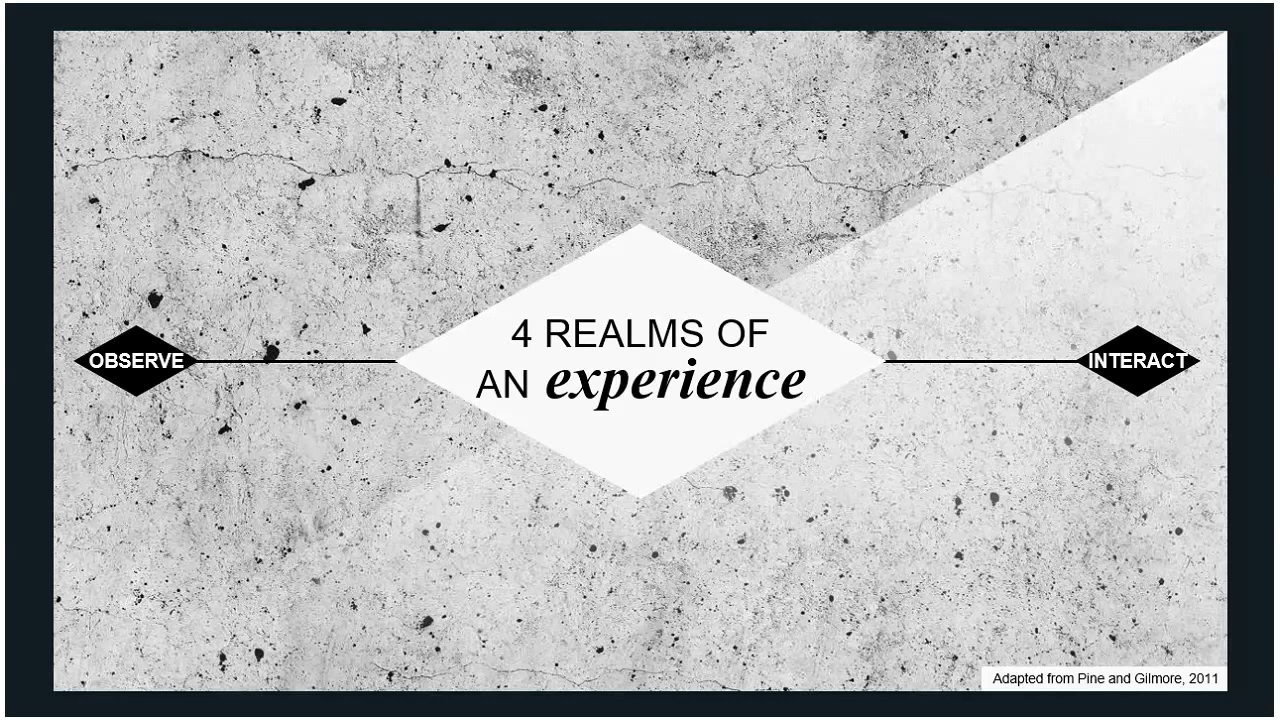 4 REALMS OF
AN experience
OBSERVE
INTERACT
Adapted from Pine and Gilmore, 2011